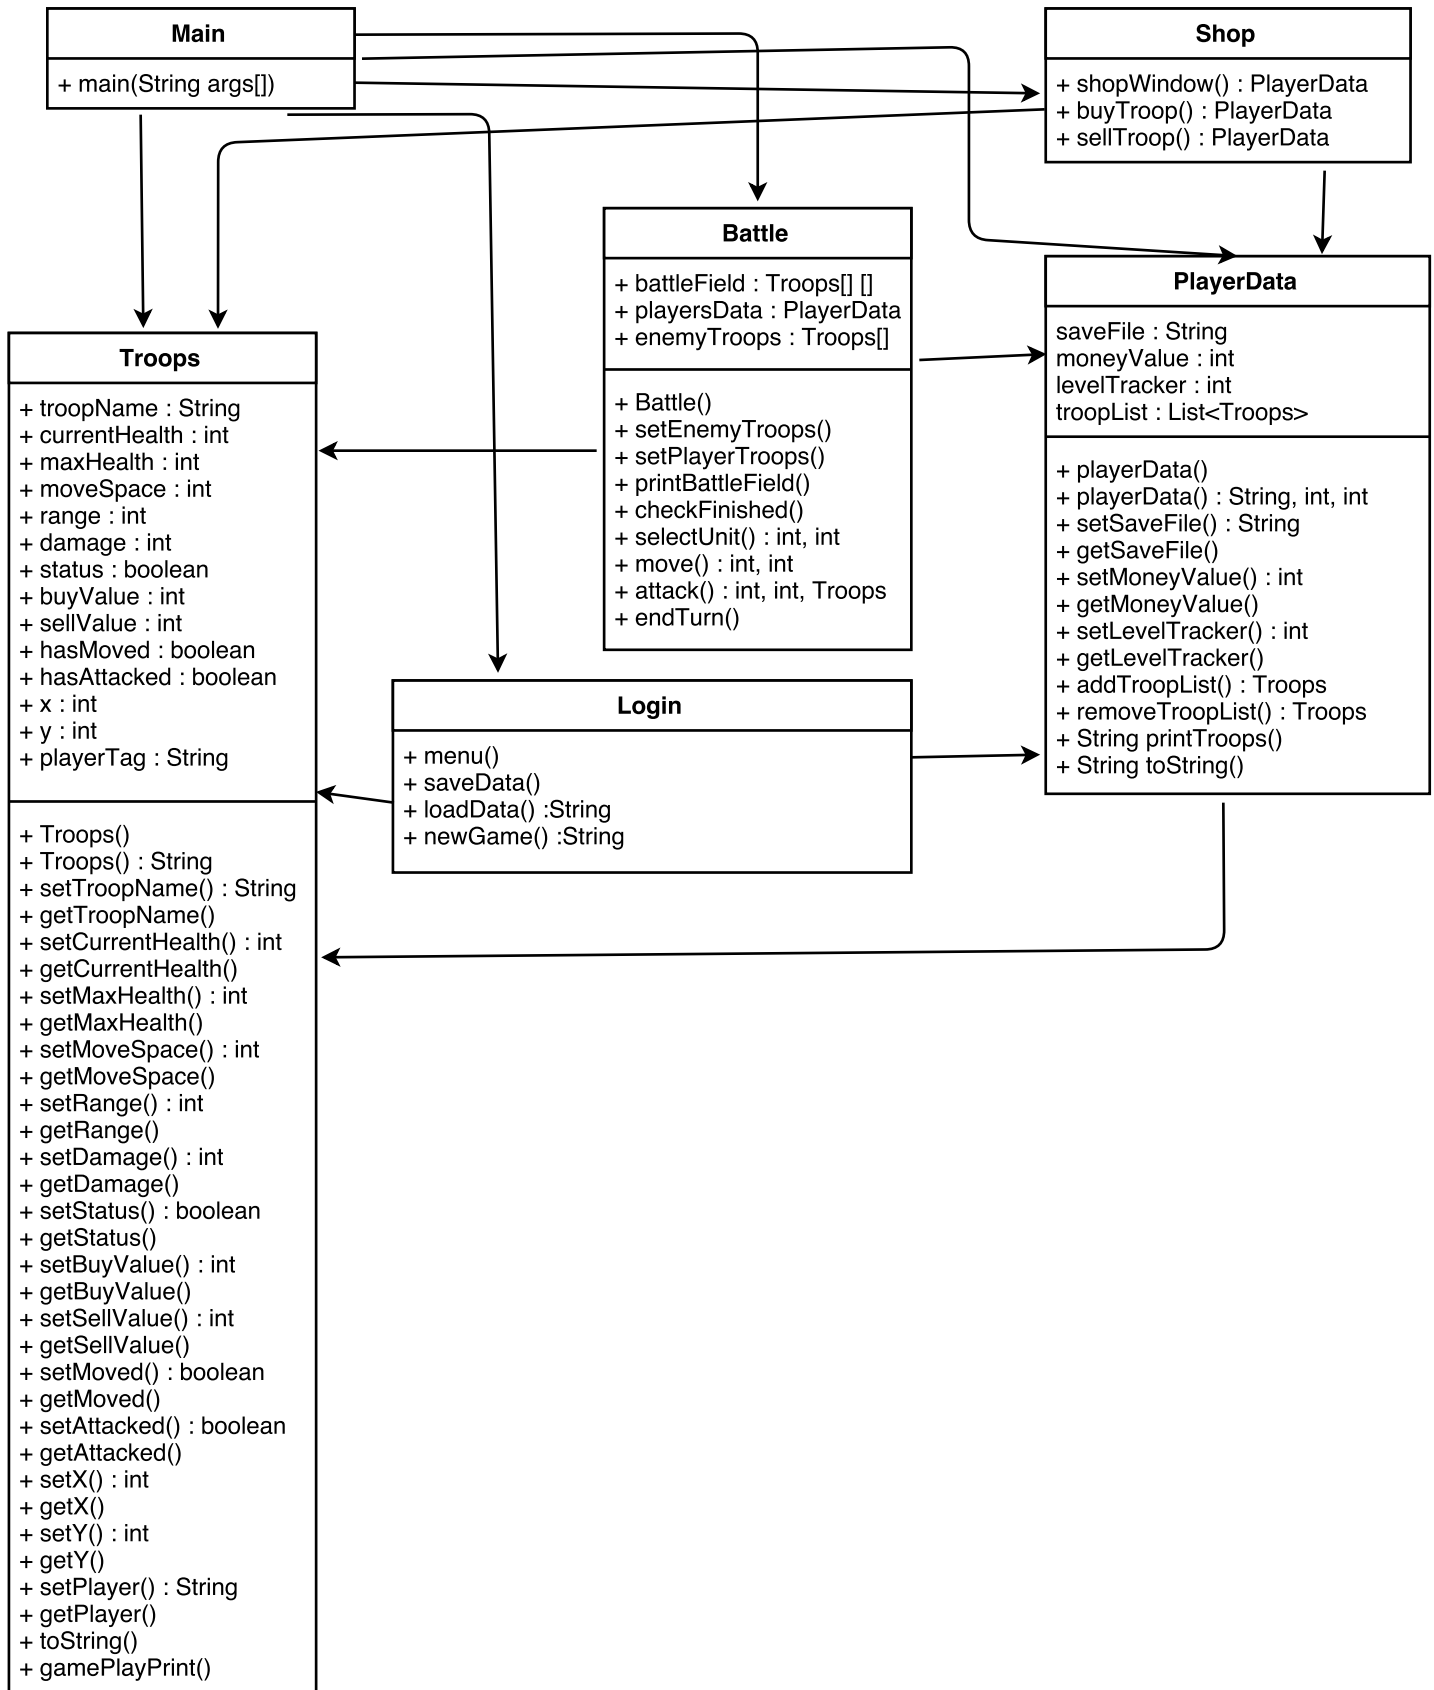 Main
+ main(String args[])
Shop
+ shopWindow() : PlayerData
+ buyTroop() : PlayerData
+ sellTroop() : PlayerData
Battle
+ battleField : Troops[] []
+ playersData : PlayerData
+ enemyTroops : Troops[]
+ Battle()
+ setEnemyTroops()
+ setPlayerTroops()
+ printBattleField()
+ checkFinished()
+ selectUnit() : int, int
+ move() : int, int
+ attack() : int, int, Troops
+ endTurn()
PlayerData
saveFile : String
moneyValue : int
levelTracker : int
troopList : List<Troops>
+ playerData()
+ playerData() : String, int, int
+ setSaveFile() : String
+ getSaveFile()
+ setMoneyValue() : int
+ getMoneyValue()
+ setLevelTracker() : int
+ getLevelTracker()
+ addTroopList() : Troops
+ removeTroopList() : Troops
+ String printTroops()
+ String toString()
Troops
+ troopName : String
+ currentHealth : int
+ maxHealth : int
+ moveSpace : int
+ range : int
+ damage : int
+ status : boolean
+ buyValue : int
+ sellValue : int
+ hasMoved : boolean
+ hasAttacked : boolean
+ x : int
+ y : int
+ playerTag : String
+ Troops()
+ Troops() : String
+ setTroopName() : String
+ getTroopName()
+ setCurrentHealth() : int
+ getCurrentHealth()
+ setMaxHealth() : int
+ getMaxHealth()
+ setMoveSpace() : int
+ getMoveSpace()
+ setRange() : int
+ getRange()
+ setDamage() : int
+ getDamage()
+ setStatus() : boolean
+ getStatus()
+ setBuyValue() : int
+ getBuyValue()
+ setSellValue() : int
+ getSellValue()
+ setMoved() : boolean
+ getMoved()
+ setAttacked() : boolean
+ getAttacked()
+ setX() : int
+ getX()
+ setY() : int
+ getY()
+ setPlayer() : String
+ getPlayer()
+ toString()
+ gamePlayPrint()
Login
+ menu()
+ saveData()
+ loadData() :String
+ newGame() :String